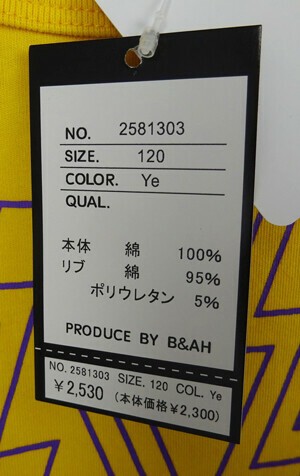 NO. 2581303
SIZE. 120
COLOR. Ye
QUAL.
本体 綿 100%
リブ 綿 95%
ポリウレタン 5%
PRODUCE BY B&AH
NO. 2581303 SIZE. 120 COL. Ye
¥2,530 (本体価格¥2,300)